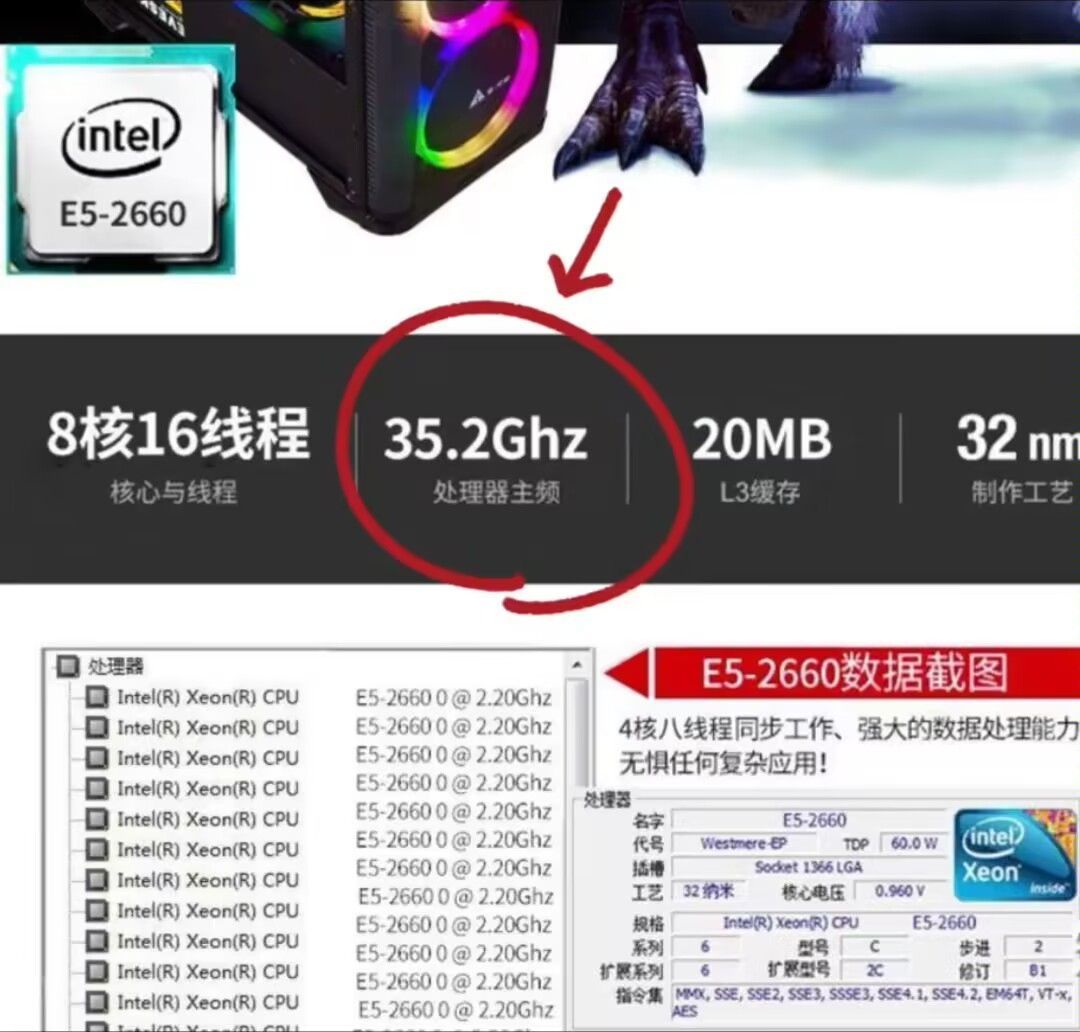 intel
E5-2660
8核16线程
核心与线程
35.2Ghz
处理器主频
20MB
L3缓存
32 nm
制作工艺
处理器
Intel(R) Xeon(R) CPU E5-2660 0 @ 2.20Ghz
Intel(R) Xeon(R) CPU E5-2660 0 @ 2.20Ghz
Intel(R) Xeon(R) CPU E5-2660 0 @ 2.20Ghz
Intel(R) Xeon(R) CPU E5-2660 0 @ 2.20Ghz
Intel(R) Xeon(R) CPU E5-2660 0 @ 2.20Ghz
Intel(R) Xeon(R) CPU E5-2660 0 @ 2.20Ghz
Intel(R) Xeon(R) CPU E5-2660 0 @ 2.20Ghz
Intel(R) Xeon(R) CPU E5-2660 0 @ 2.20Ghz
Intel(R) Xeon(R) CPU E5-2660 0 @ 2.20Ghz
Intel(R) Xeon(R) CPU E5-2660 0 @ 2.20Ghz
Intel(R) Xeon(R) CPU E5-2660 0 @ 2.20Ghz
E5-2660数据截图
4核八线程同步工作、强大的数据处理能力
无惧任何复杂应用!
处理器
名字 E5-2660
代号 Westmere-EP TDP 60.0 W
插槽 Socket 1366 LGA
工艺 32 纳米 核心电压 0.960 V
intel
Xeon
inside
规格 Intel(R) Xeon(R) CPU E5-2660
系列 6 型号 C 步进 2
扩展系列 6 扩展型号 2C 修订 B1
指令集 MMX, SSE, SSE2, SSE3, SSSE3, SSE4.1, SSE4.2, EM64T, VT-x,
AES